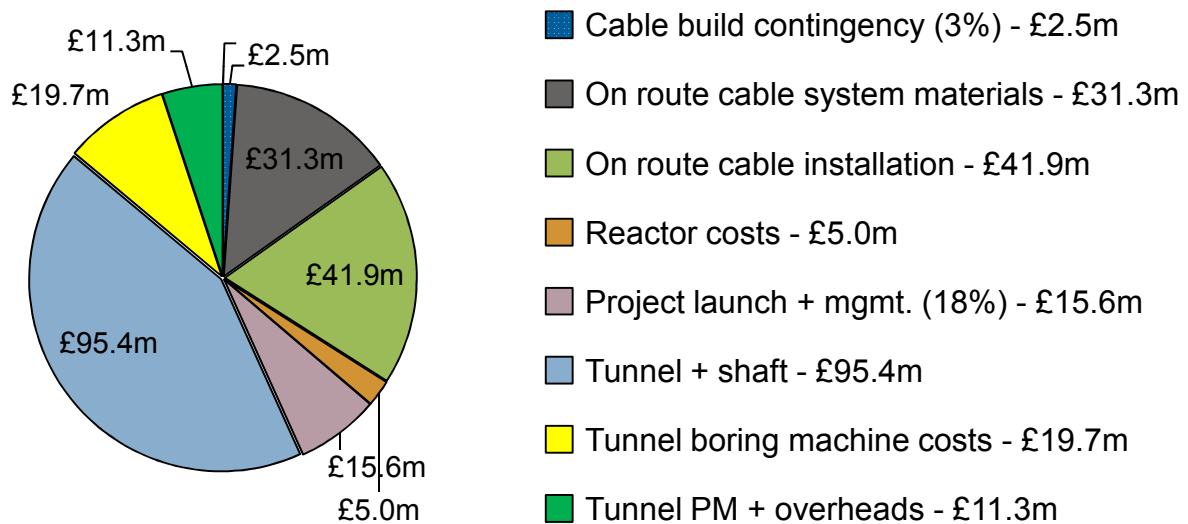 £11.3m
£2.5m
£19.7m
£31.3m
£41.9m
£95.4m
£15.6m
£5.0m
Cable build contingency (3%) - £2.5m
On route cable system materials - £31.3m
On route cable installation - £41.9m
Reactor costs - £5.0m
Project launch + mgmt. (18%) - £15.6m
Tunnel + shaft - £95.4m
Tunnel boring machine costs - £19.7m
Tunnel PM + overheads - £11.3m